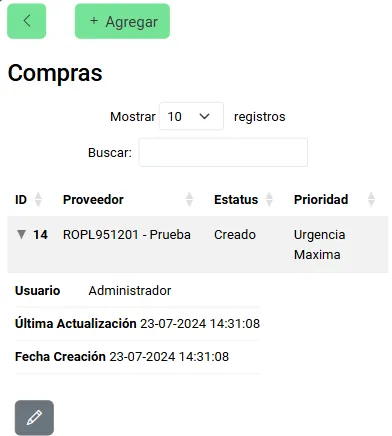 + Agregar
Compras
Mostrar 10 registros
Buscar:
ID Proveedor Estatus Prioridad
14 ROPL951201 - Prueba Creado Urgencia
Maxima
Usuario Administrador
Última Actualización 23-07-2024 14:31:08
Fecha Creación 23-07-2024 14:31:08